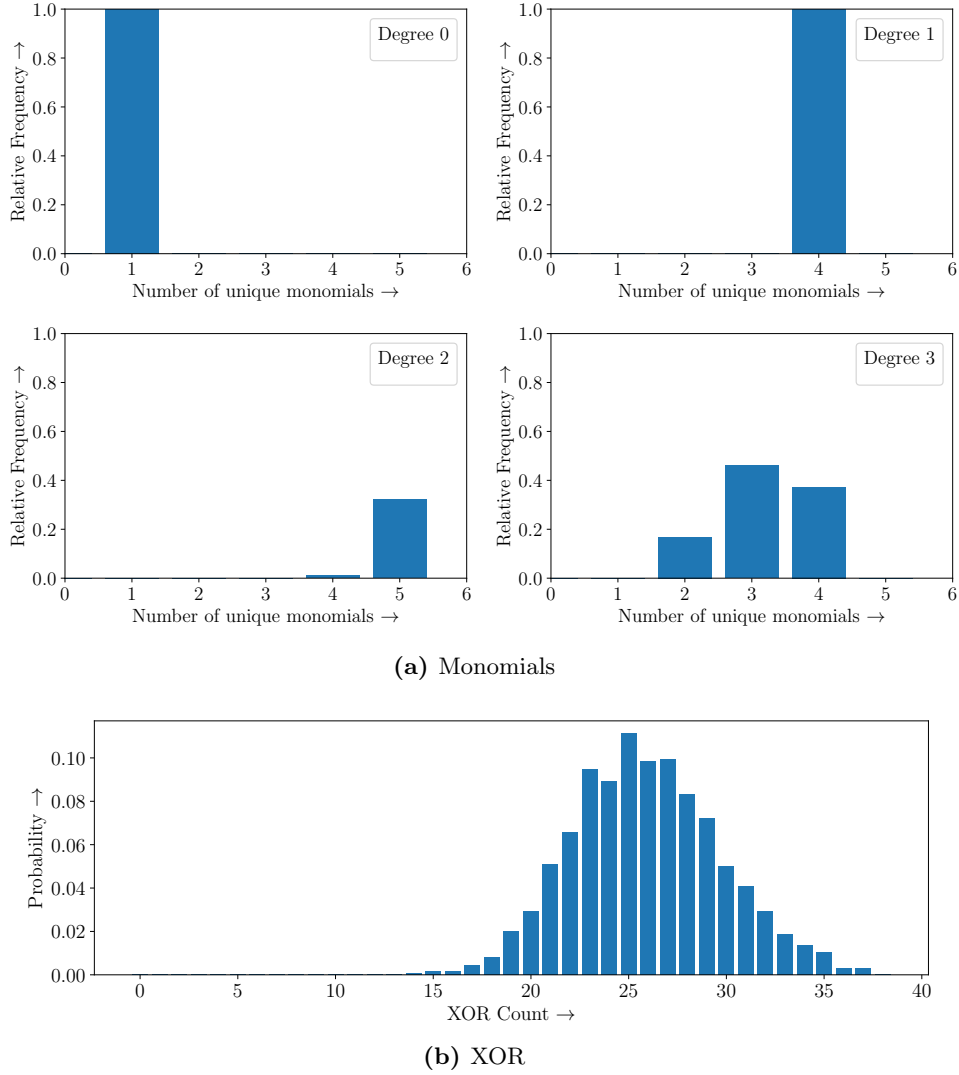 1.0
0.8
0.6
0.4
0.2
0.0
Relative Frequency →
Degree 0
0 1 2 3 4 5 6
Number of unique monomials →
1.0
0.8
0.6
0.4
0.2
0.0
Relative Frequency →
Degree 1
0 1 2 3 4 5 6
Number of unique monomials →
1.0
0.8
0.6
0.4
0.2
0.0
Relative Frequency →
Degree 2
0 1 2 3 4 5 6
Number of unique monomials →
1.0
0.8
0.6
0.4
0.2
0.0
Relative Frequency →
Degree 3
0 1 2 3 4 5 6
Number of unique monomials →
(a) Monomials
0.10
0.08
0.06
0.04
0.02
0.00
Probability →
0 5 10 15 20 25 30 35 40
XOR Count →
(b) XOR